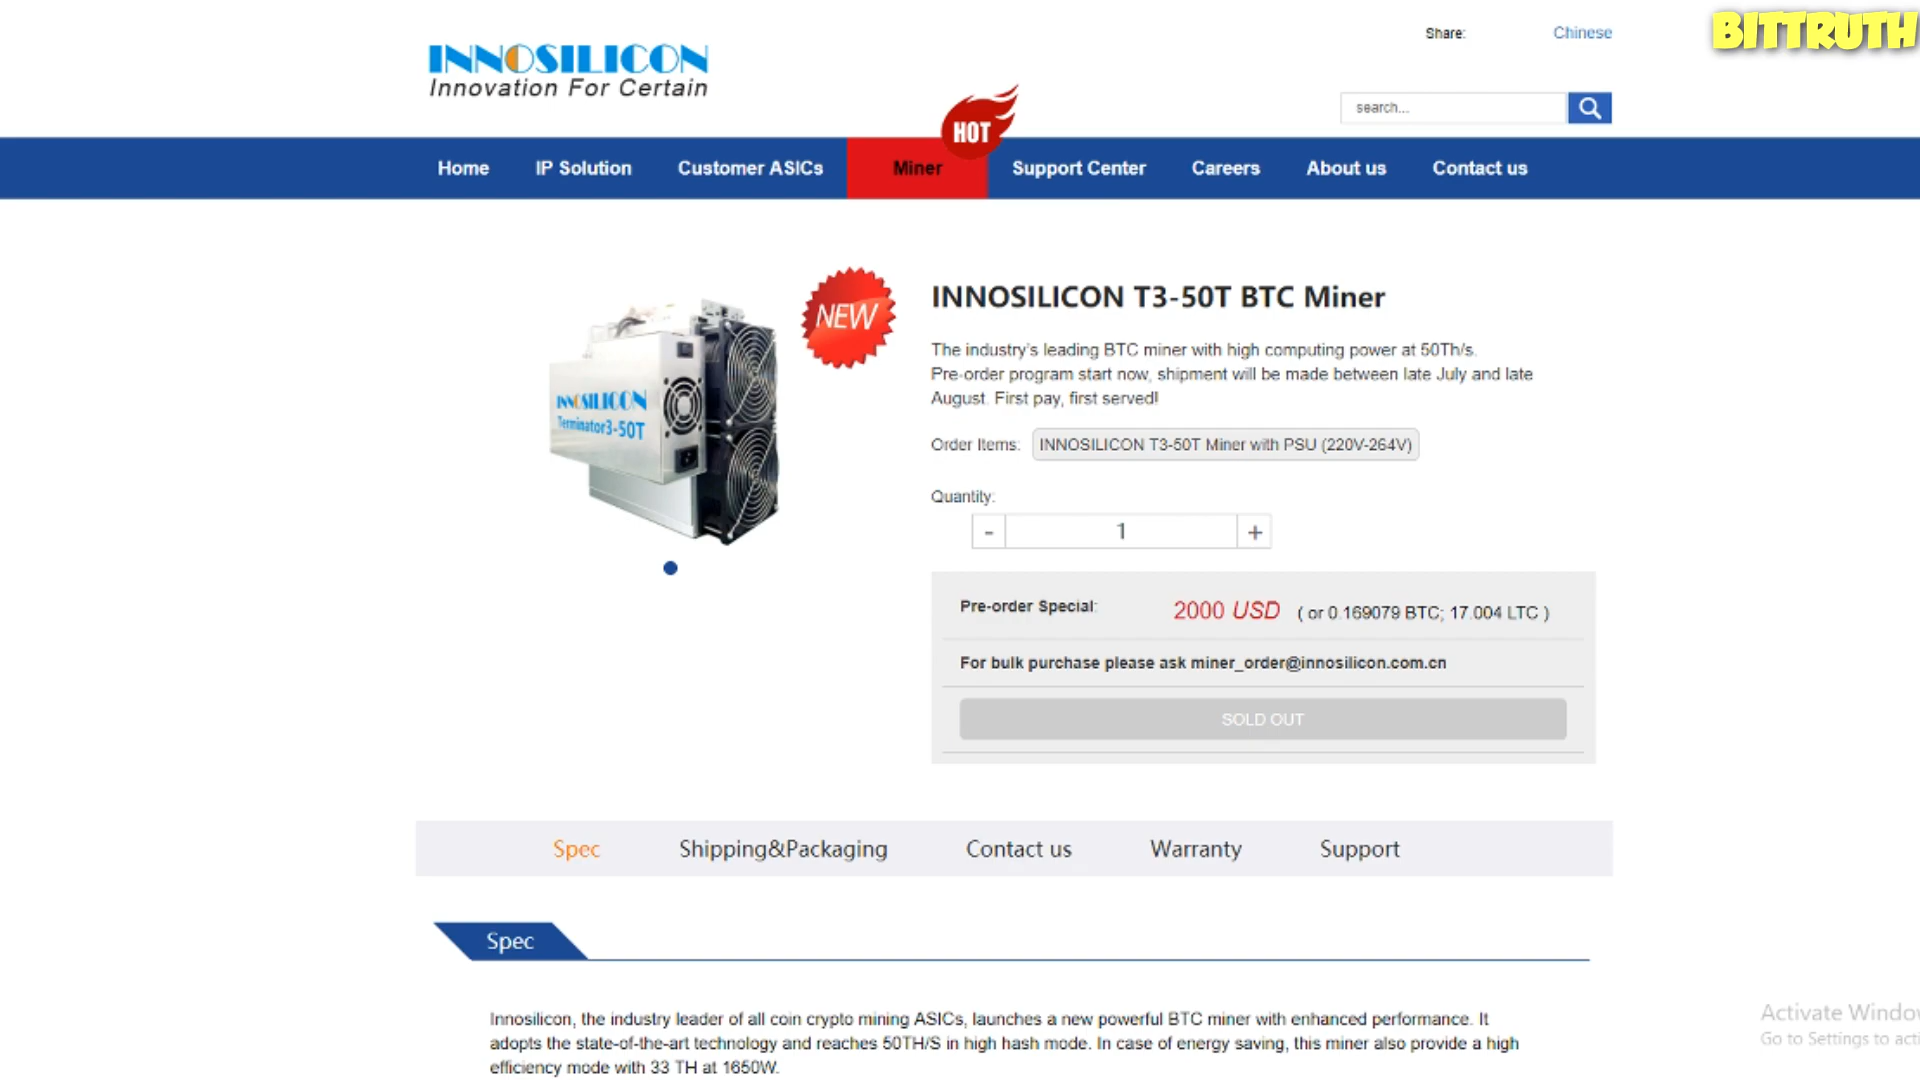 BITTRUTH
Share:
Chinese
INNOSILICON
Innovation For Certain
search...
HOT
Home
IP Solution
Customer ASICs
Miner
Support Center
Careers
About us
Contact us
NEW
INNOSILICON
Terminator3-50T
INNOSILICON T3-50T BTC Miner
The industry's leading BTC miner with high computing power at 50Th/s.
Pre-order program start now, shipment will be made between late July and late
August. First pay, first served!
Order Items: INNOSILICON T3-50T Miner with PSU (220V-264V)
Quantity:
- 1 +
Pre-order Special: 2000 USD ( or 0.169079 BTC; 17.004 LTC )
For bulk purchase please ask miner_order@innosilicon.com.cn
SOLD OUT
Spec
Shipping&Packaging
Contact us
Warranty
Support
Spec
Innosilicon, the industry leader of all coin crypto mining ASICs, launches a new powerful BTC miner with enhanced performance. It
adopts the state-of-the-art technology and reaches 50TH/S in high hash mode. In case of energy saving, this miner also provide a high
efficiency mode with 33 TH at 1650W.
Activate Window
Go to Settings to acti